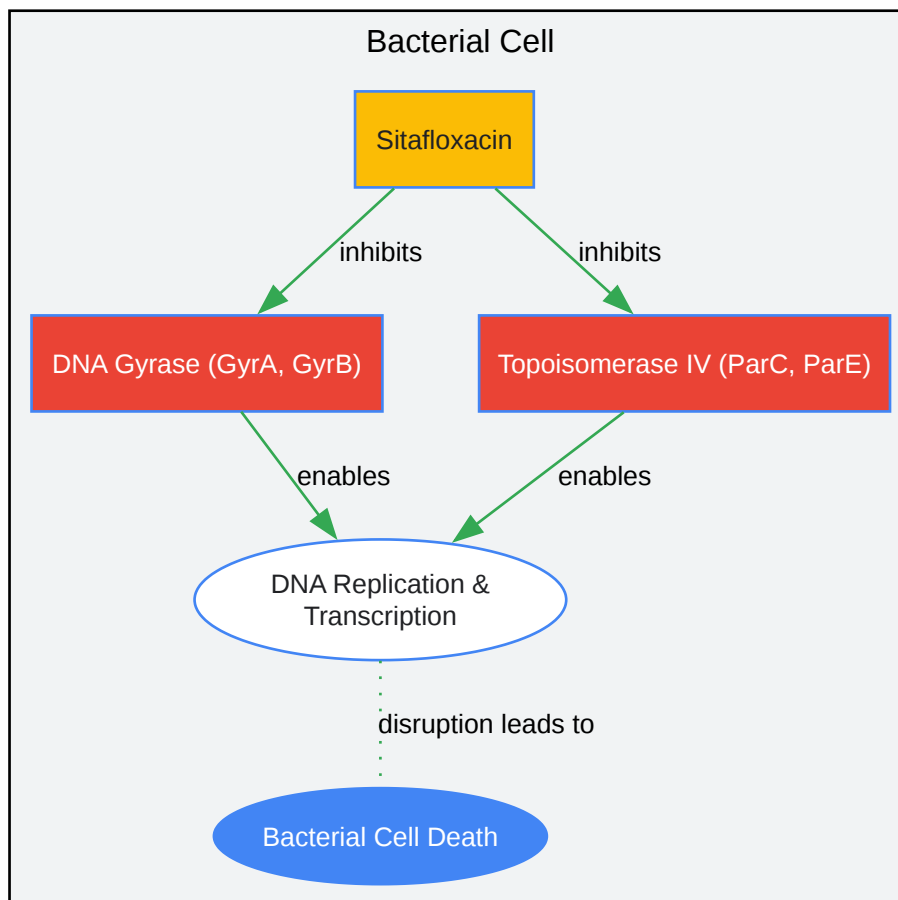 Bacterial Cell
Sitafloxacin
inhibits
inhibits
DNA Gyrase (GyrA, GyrB)
Topoisomerase IV (ParC, ParE)
enables
enables
DNA Replication &
Transcription
disruption leads to
Bacterial Cell Death